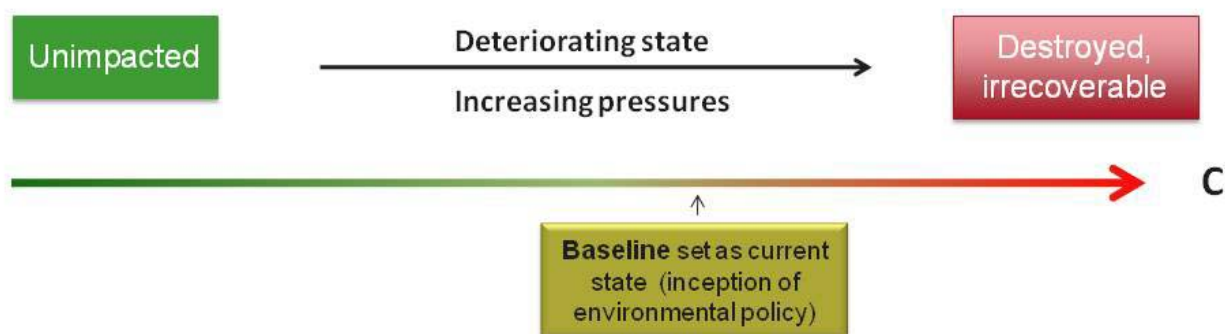 Unimpacted
Deteriorating state
Increasing pressures
Destroyed,
irrecoverable
C
Baseline set as current
state (inception of
environmental policy)